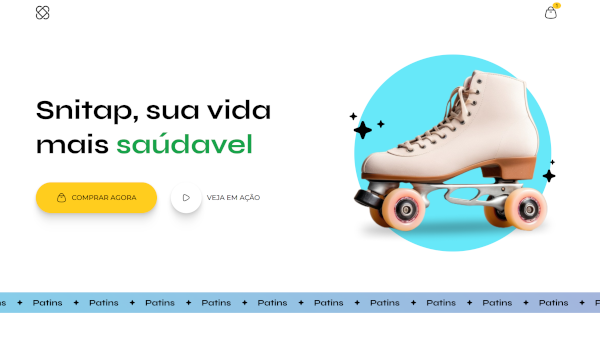 1
Snitap, sua vida
mais saúdavel
COMPRAR AGORA
VEJA EM AÇÃO
Patins Patins Patins Patins Patins Patins Patins Patins Patins Patins